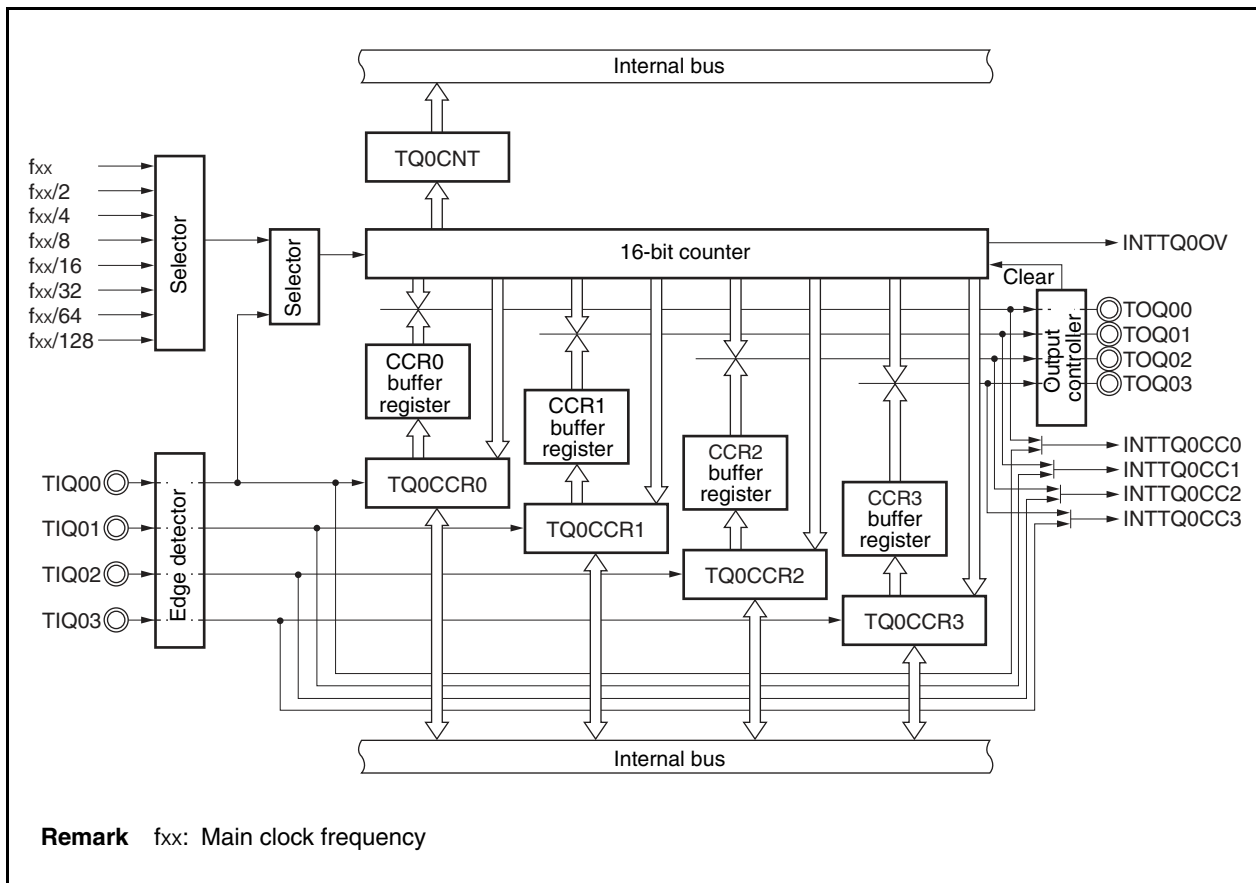 Internal bus
TQ0CNT
fxx
fxx/2
fxx/4
fxx/8
fxx/16
fxx/32
fxx/64
fxx/128
Selector
Selector
16-bit counter
INTTQ0OV
Clear
Output
controller
TOQ00
TOQ01
TOQ02
TOQ03
CCR0
buffer
register
CCR1
buffer
register
CCR2
buffer
register
CCR3
buffer
register
INTTQ0CC0
INTTQ0CC1
INTTQ0CC2
INTTQ0CC3
TIQ00
TIQ01
TIQ02
TIQ03
Edge detector
TQ0CCR0
TQ0CCR1
TQ0CCR2
TQ0CCR3
Internal bus
Remark fxx: Main clock frequency